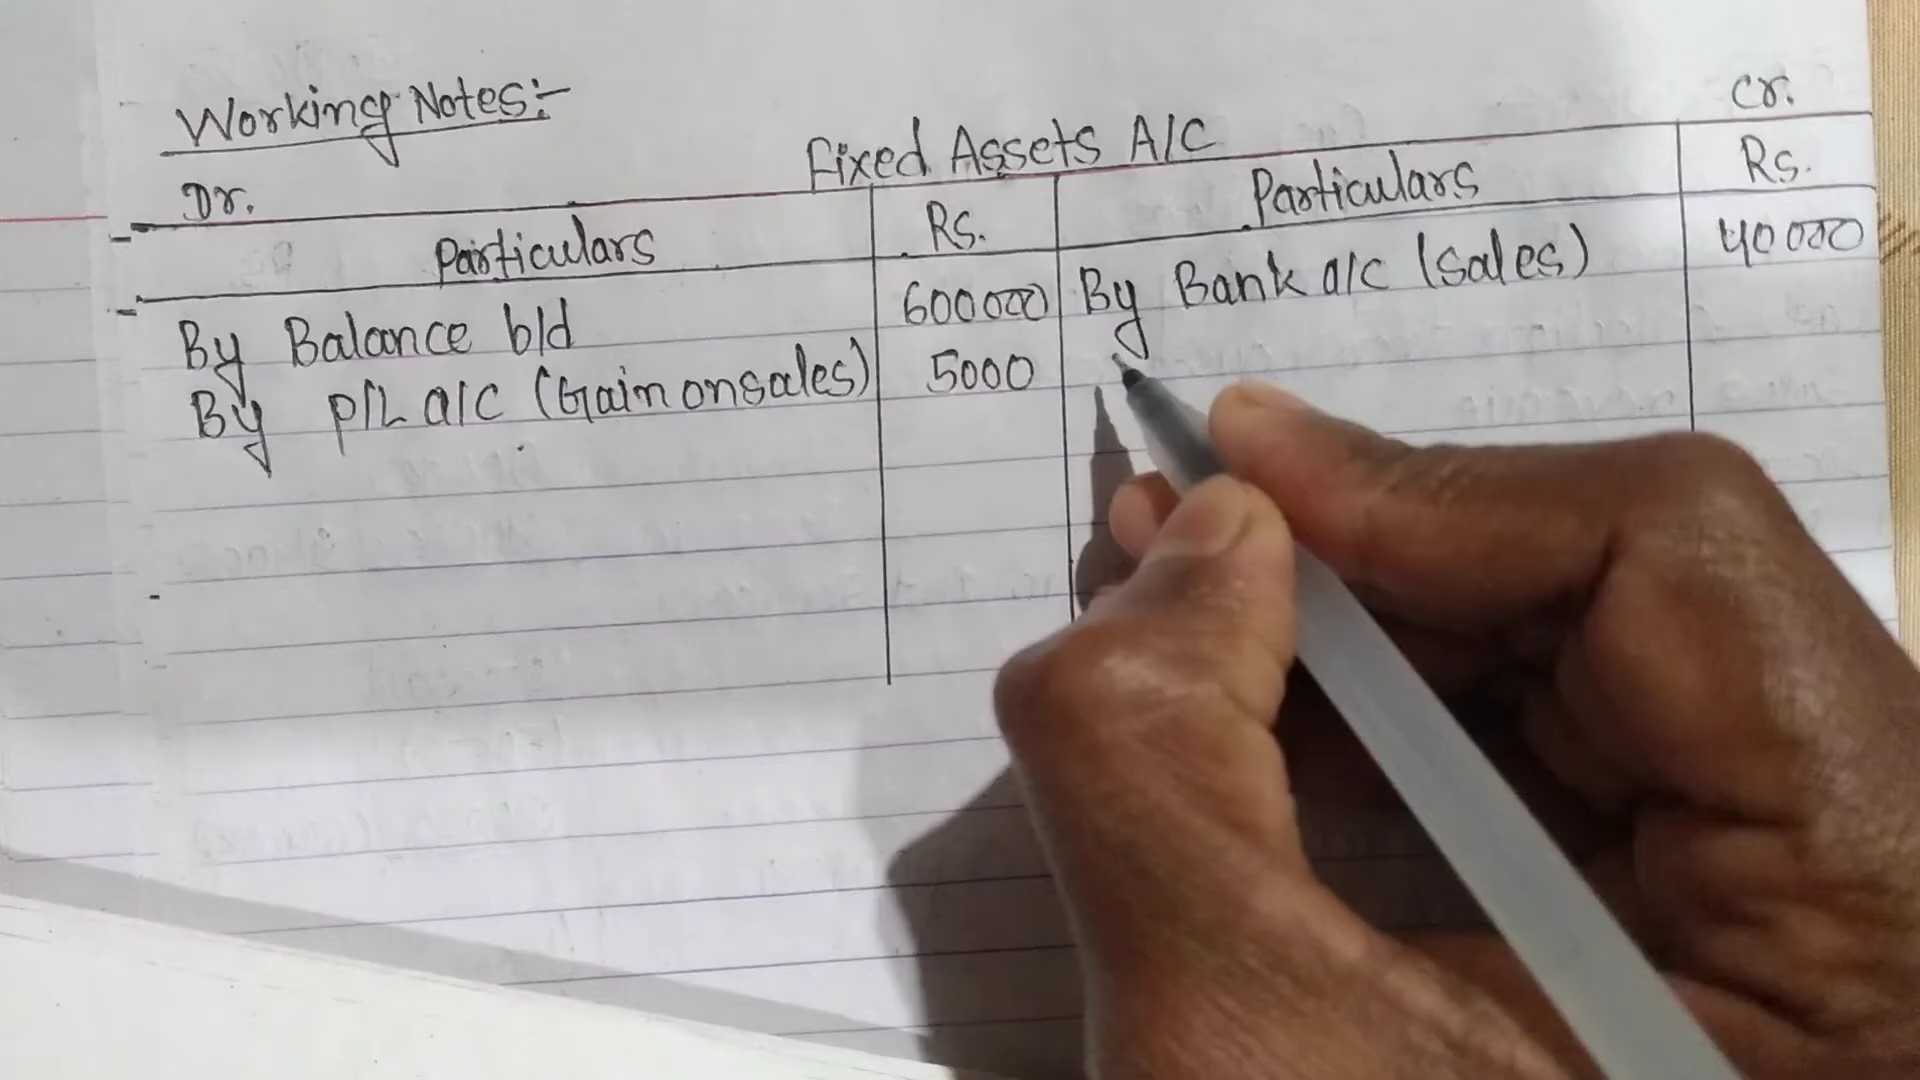 Working Notes:-
Cr.
Fixed Assets A/C
Dr.
Particulars Rs. Particulars Rs.
By Balance b/d 600000 By Bank a/c (sales) 40000
By P/L a/c (Gain on sales) 5000